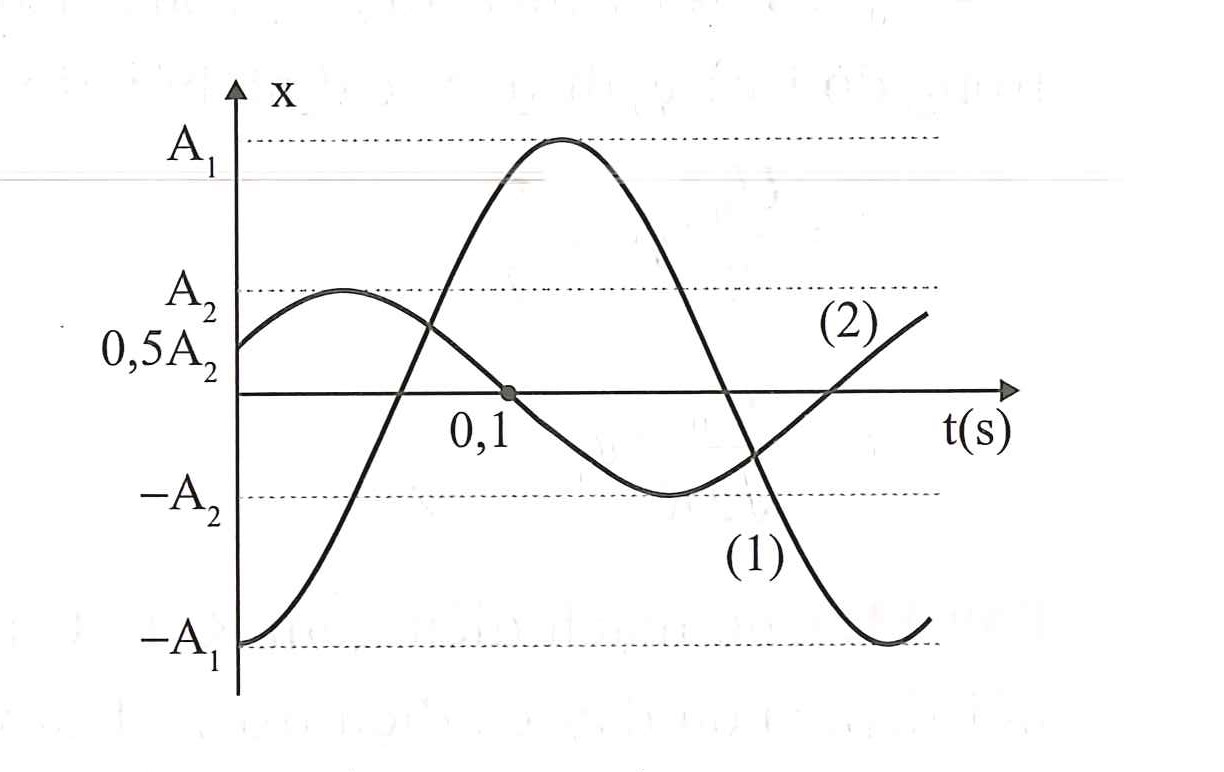 x
A₁
A₂
0,5A₂
(2)
0,1
t(s)
−A₂
(1)
−A₁